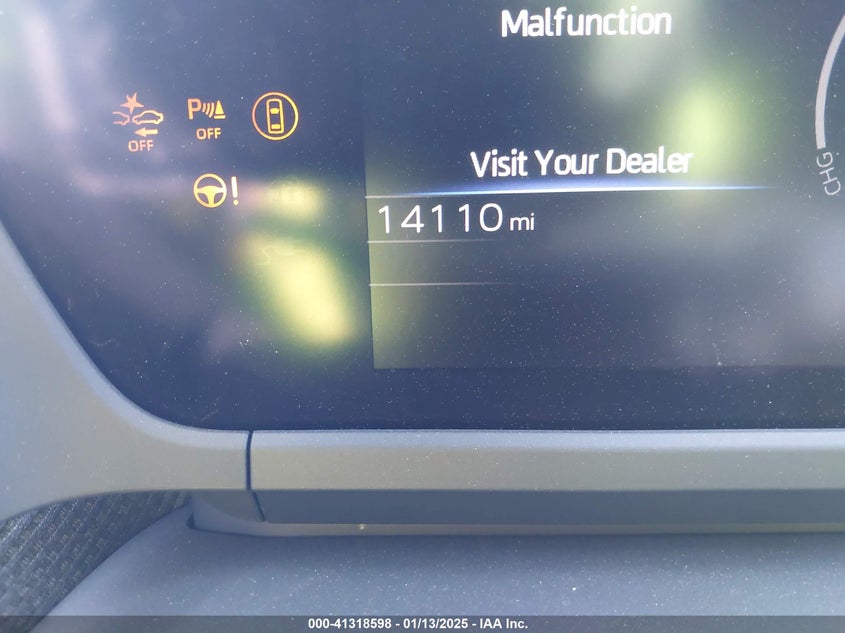 Malfunction
OFF
P OFF
Visit Your Dealer
!
14110 mi
CHG
000-41318598 - 01/13/2025 - IAA Inc.